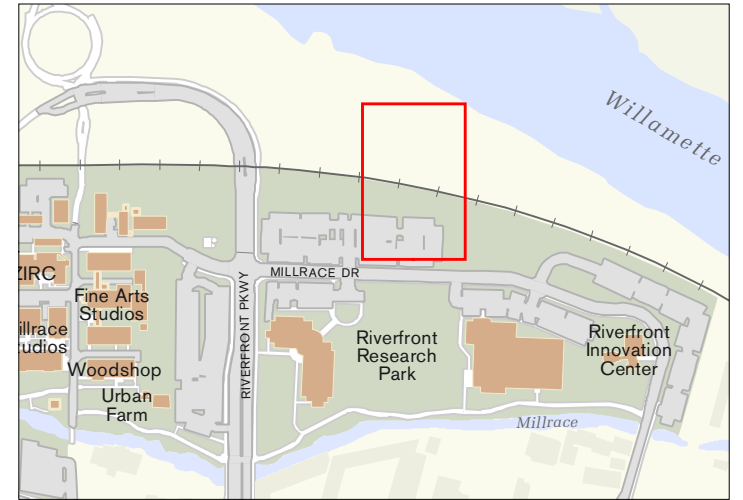 Willamette
ZIRC
MILLRACE DR
Fine Arts
Studios
illrace
tudios
RIVERFRONT PKWY
Riverfront
Research
Park
Riverfront
Innovation
Center
Woodshop
Urban
Farm
Millrace